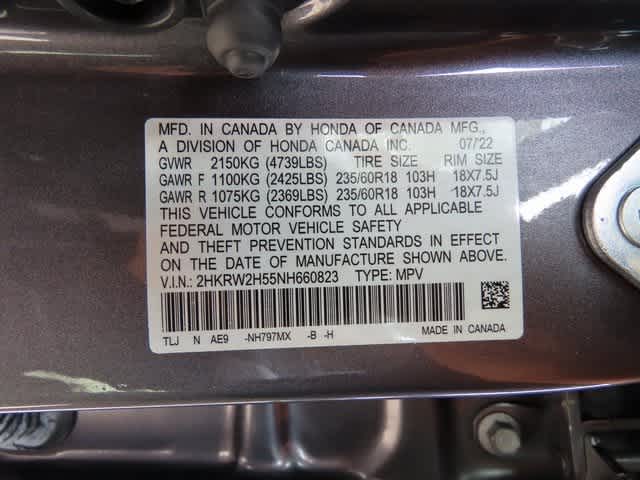 MFD. IN CANADA BY HONDA OF CANADA MFG.,
A DIVISION OF HONDA CANADA INC. 07/22
GVWR 2150KG (4739LBS) TIRE SIZE RIM SIZE
GAWR F 1100KG (2425LBS) 235/60R18 103H 18X7.5J
GAWR R 1075KG (2369LBS) 235/60R18 103H 18X7.5J
THIS VEHICLE CONFORMS TO ALL APPLICABLE
FEDERAL MOTOR VEHICLE SAFETY
AND THEFT PREVENTION STANDARDS IN EFFECT
ON THE DATE OF MANUFACTURE SHOWN ABOVE.
V.I.N.: 2HKRW2H55NH660823 TYPE: MPV
TLJ N AE9 -NH797MX -B -H MADE IN CANADA